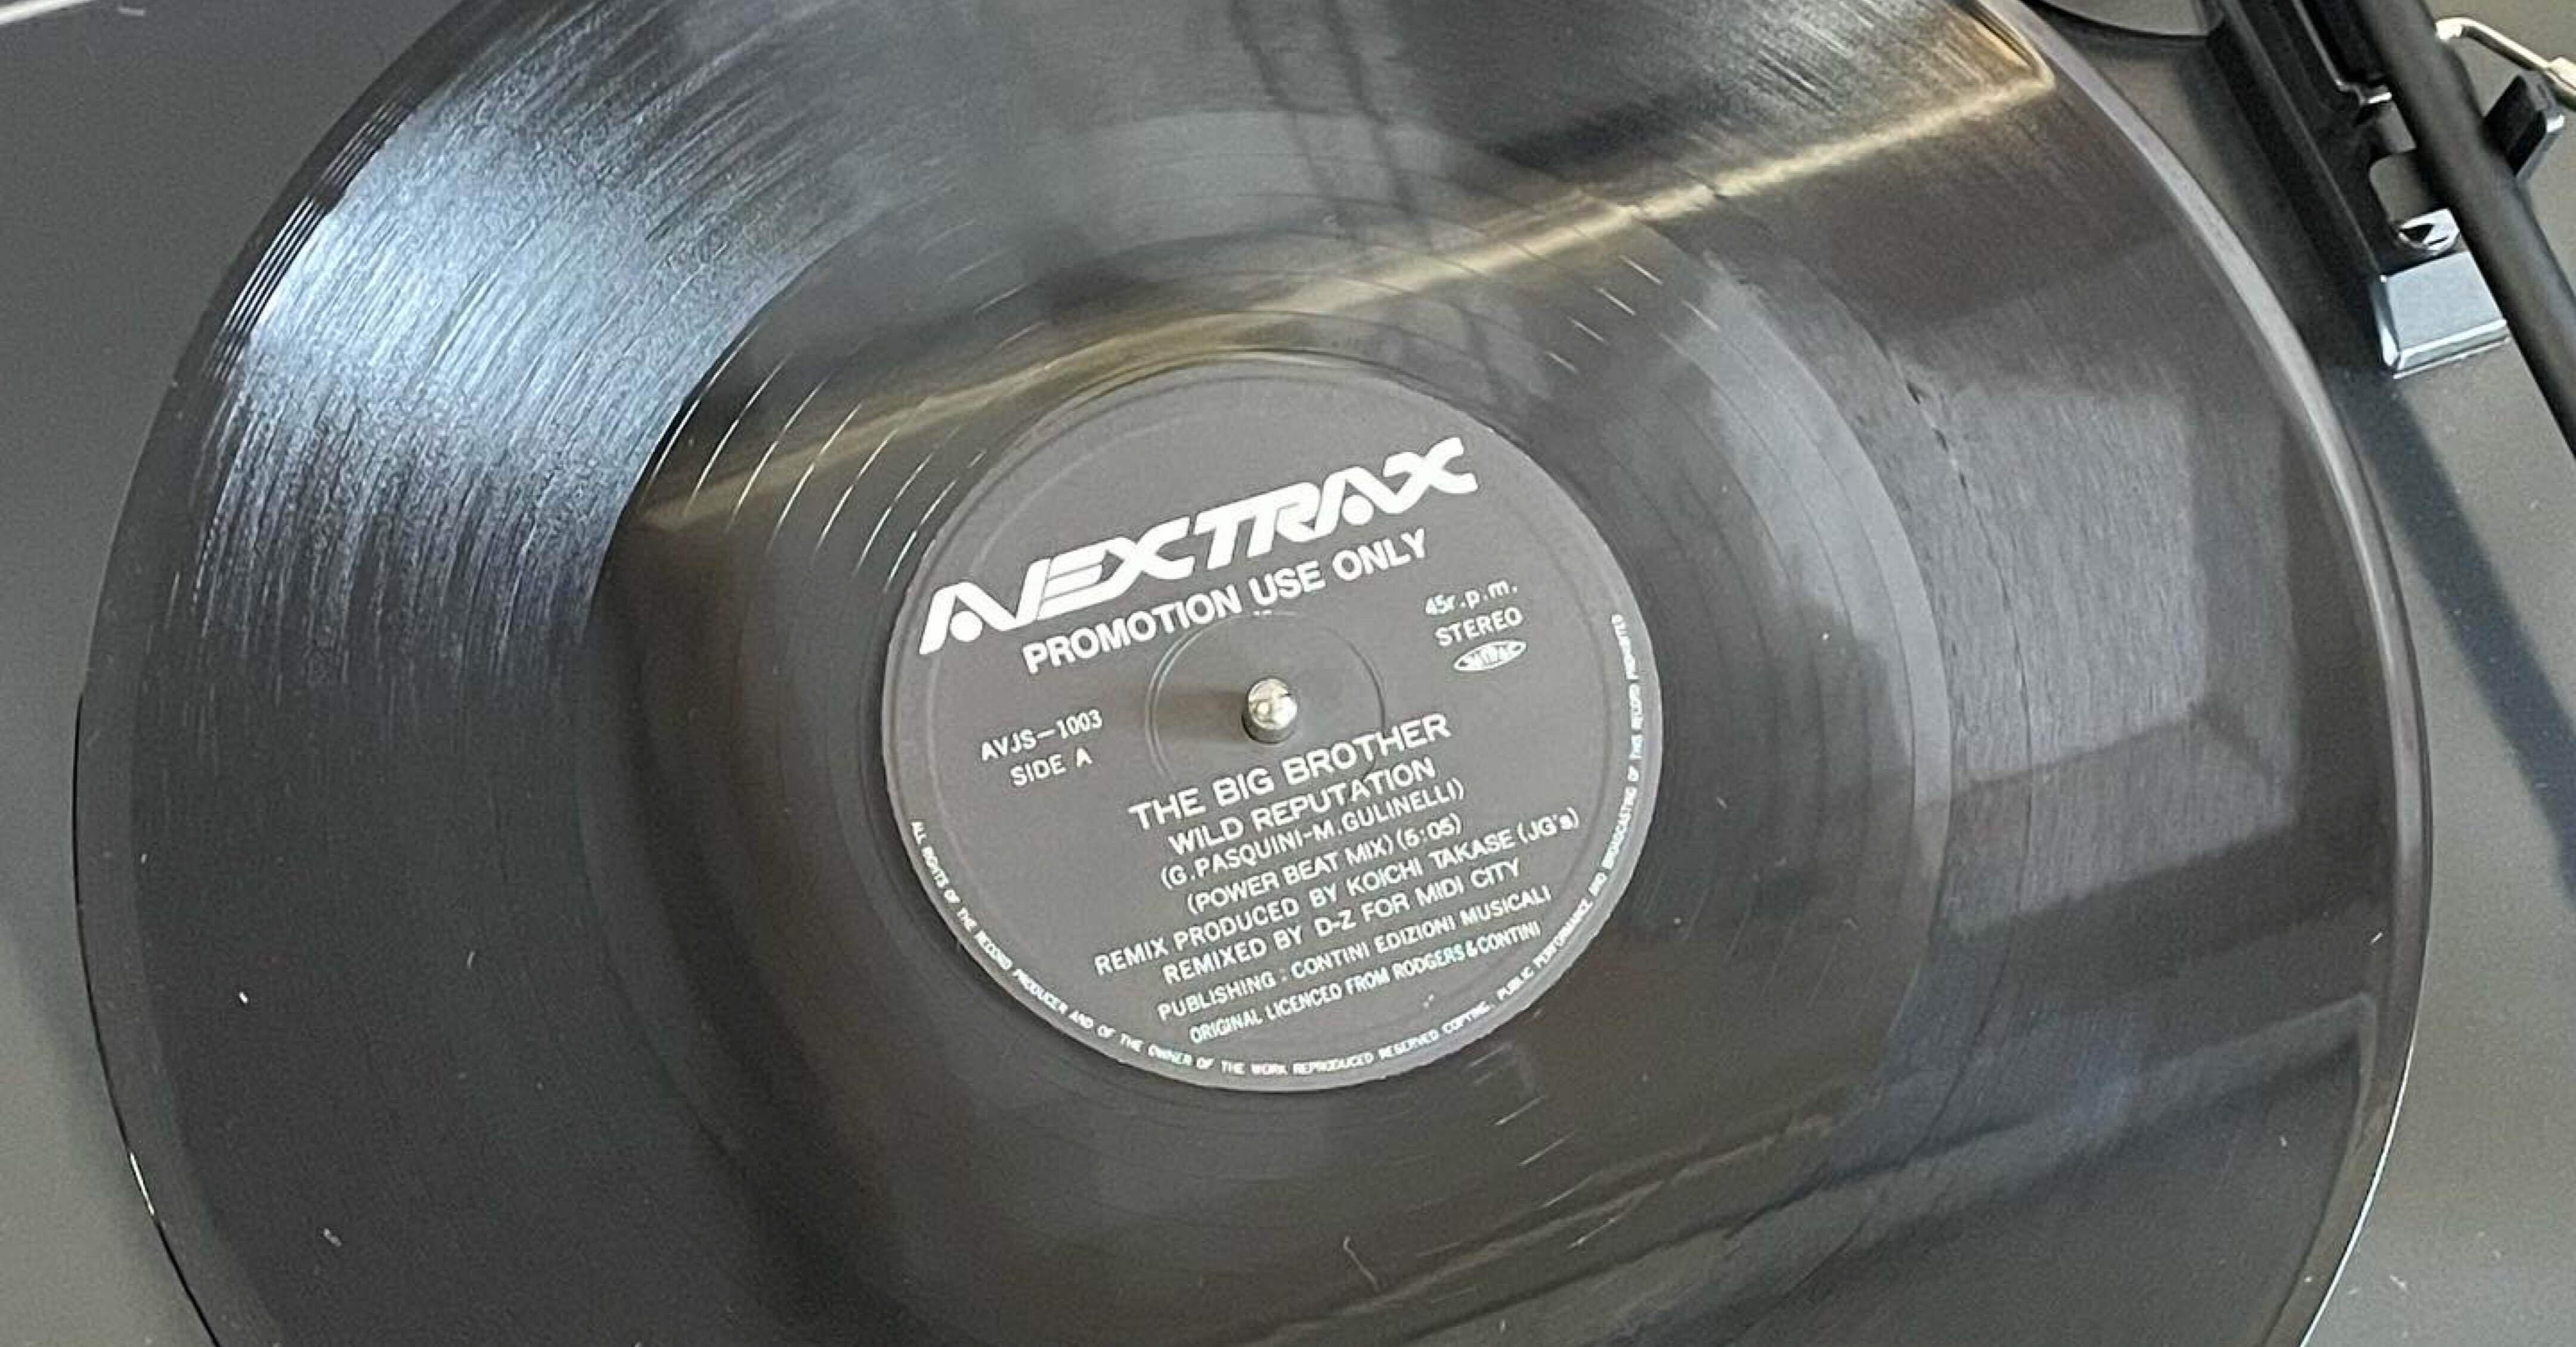 AVEX TRAX
PROMOTION USE ONLY
45r.p.m.
STEREO
AVJS-1003
SIDE A
THE BIG BROTHER
WILD REPUTATION
(G.PASQUINI-M.GULINELLI)
(POWER BEAT MIX) (5:05)
REMIX PRODUCED BY KOICHI TAKASE (JG's)
REMIXED BY D-Z FOR MIDI CITY
PUBLISHING : CONTINI EDIZIONI MUSICALI
ORIGINAL LICENCED FROM RODGERS & CONTINI
ALL RIGHTS OF THE RECORD PRODUCER AND OF THE OWNER OF THE WORK REPRODUCED RESERVED COPYING, PUBLIC PERFORMANCE AND BROADCASTING OF THIS RECORD PROHIBITED